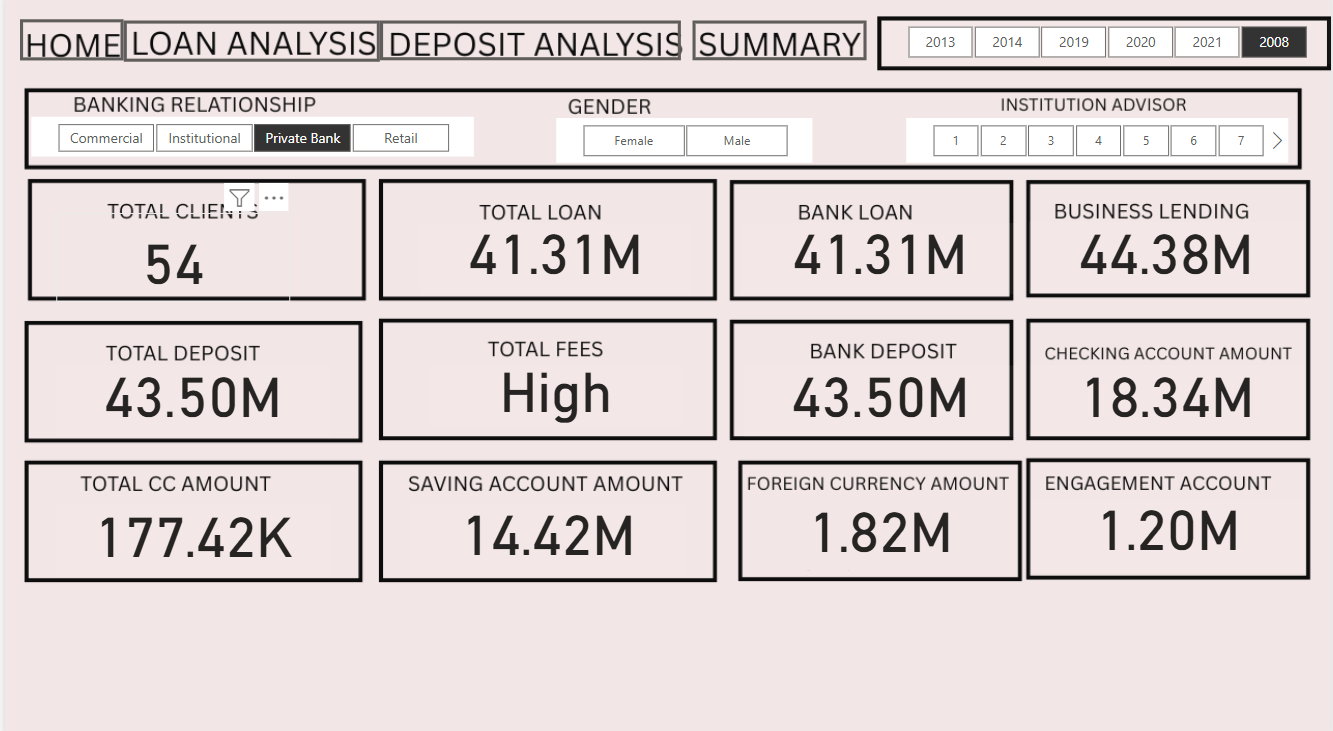 HOME LOAN ANALYSIS DEPOSIT ANALYSIS SUMMARY 2013 2014 2019 2020 2021 2008
BANKING RELATIONSHIP GENDER INSTITUTION ADVISOR
Commercial Institutional Private Bank Retail Female Male 1 2 3 4 5 6 7
TOTAL CLIENTS TOTAL LOAN BANK LOAN BUSINESS LENDING
54 41.31M 41.31M 44.38M
TOTAL DEPOSIT TOTAL FEES BANK DEPOSIT CHECKING ACCOUNT AMOUNT
43.50M High 43.50M 18.34M
TOTAL CC AMOUNT SAVING ACCOUNT AMOUNT FOREIGN CURRENCY AMOUNT ENGAGEMENT ACCOUNT
177.42K 14.42M 1.82M 1.20M